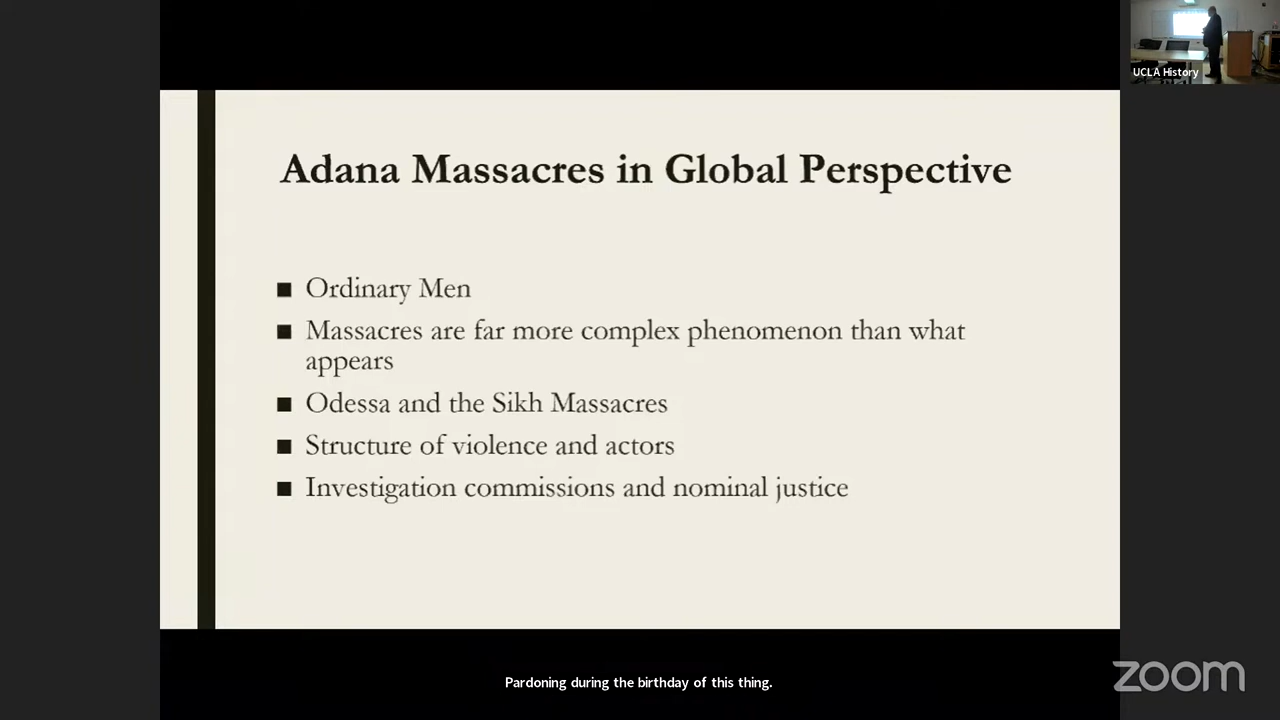 UCLA History
Adana Massacres in Global Perspective
■ Ordinary Men
■ Massacres are far more complex phenomenon than what
appears
■ Odessa and the Sikh Massacres
■ Structure of violence and actors
■ Investigation commissions and nominal justice
Pardoning during the birthday of this thing.
zoom